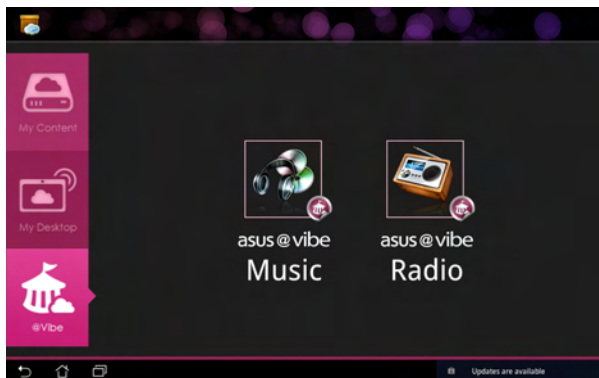 My Content
My Desktop
@Vibe
asus@vibe
Music
asus@vibe
Radio
Updates are available